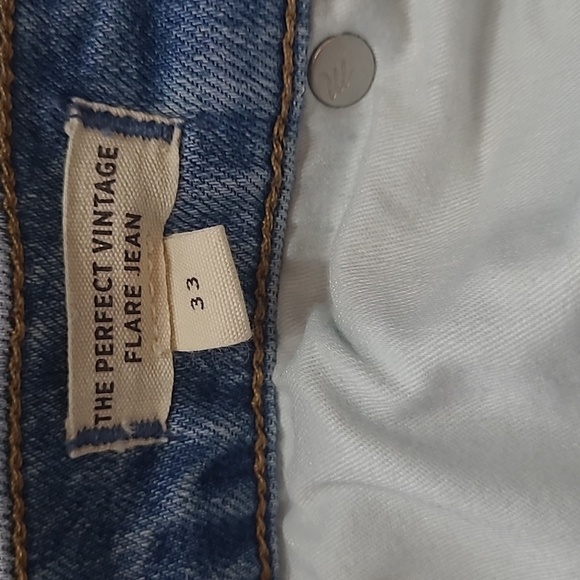 THE PERFECT VINTAGE
FLARE JEAN
33